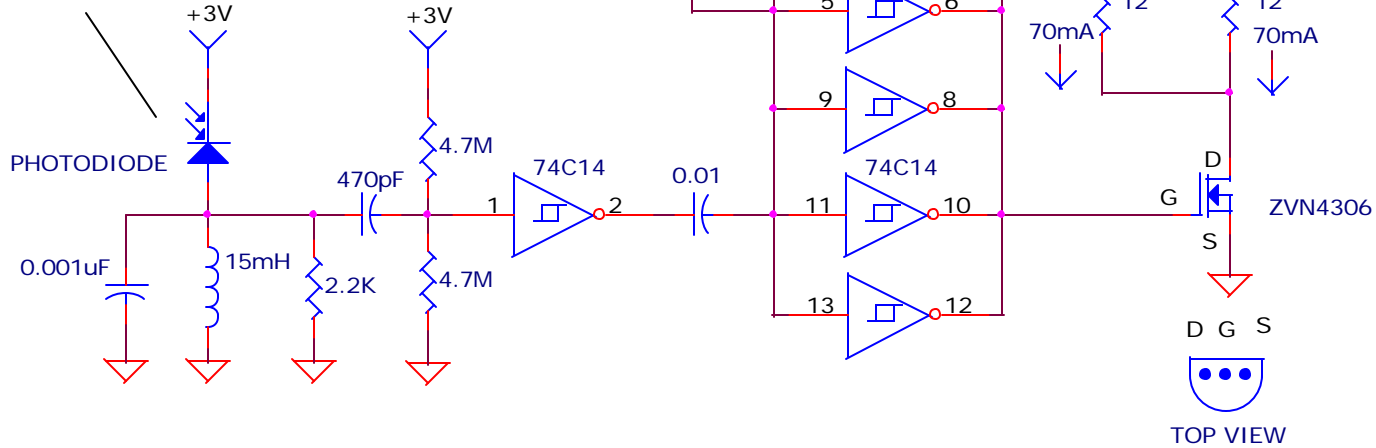 +3V
+3V
5
6
12
12
70mA
70mA
9
8
PHOTODIODE
4.7M
470pF
74C14
0.01
74C14
D
1
2
11
10
G
ZVN4306
S
0.001uF
15mH
2.2K
4.7M
13
12
D G S
TOP VIEW